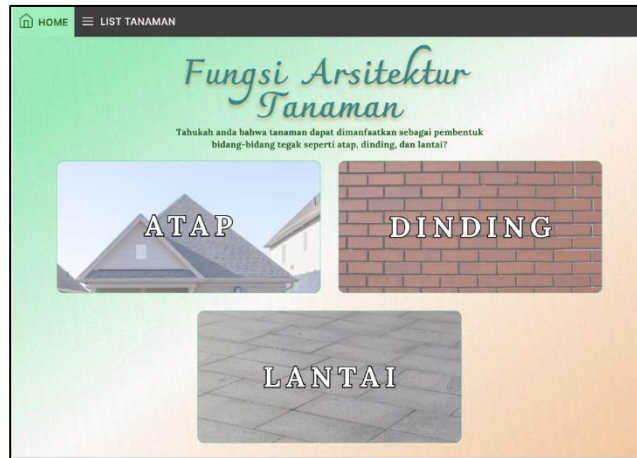 HOME LIST TANAMAN
Fungsi Arsitektur
Tanaman
Tahukah anda bahwa tanaman dapat dimanfaatkan sebagai pembentuk
bidang-bidang tegak seperti atap, dinding, dan lantai?
ATAP
DINDING
LANTAI